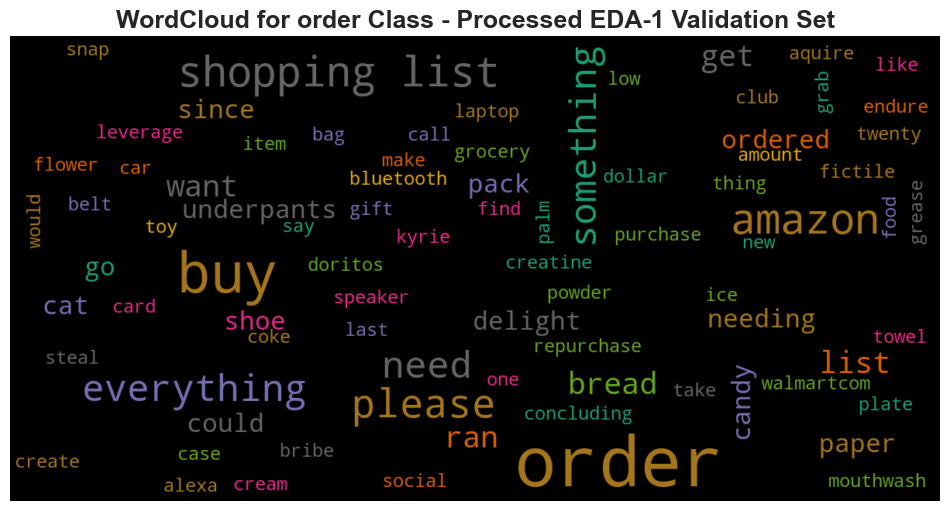 WordCloud for order Class - Processed EDA-1 Validation Set
snap
shopping list
something
get
aquire
like
low
since
laptop
club
grab
endure
leverage
item
bag
call
ordered
twenty
flower
car
make
grocery
amount
bluetooth
fictile
want
pack
dollar
thing
would
belt
underpants
gift
find
palm
amazon
food
grease
toy
say
kyrie
purchase
new
go
buy
doritos
creatine
cat
card
speaker
powder
ice
shoe
last
delight
needing
coke
towel
steal
repurchase
need
list
everything
one
bread
take
candy
walmartcom
please
concluding
plate
could
ran
order
paper
create
case
bribe
alexa
cream
social
mouthwash